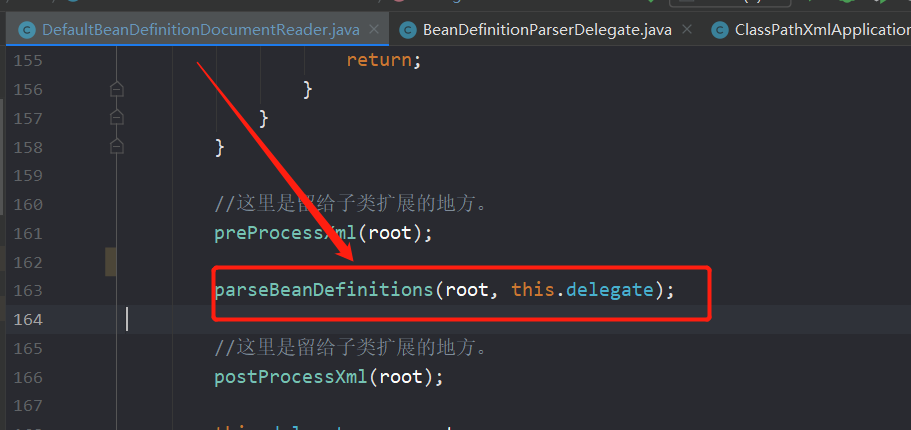 DefaultBeanDefinitionDocumentReader.java
BeanDefinitionParserDelegate.java
ClassPathXmlApplication
155 return;
156 }
157 }
158 }
159
160 //这里是留给子类扩展的地方。
161 preProcessXml(root);
162
163 parseBeanDefinitions(root, this.delegate);
164
165 //这里是留给子类扩展的地方。
166 postProcessXml(root);
167